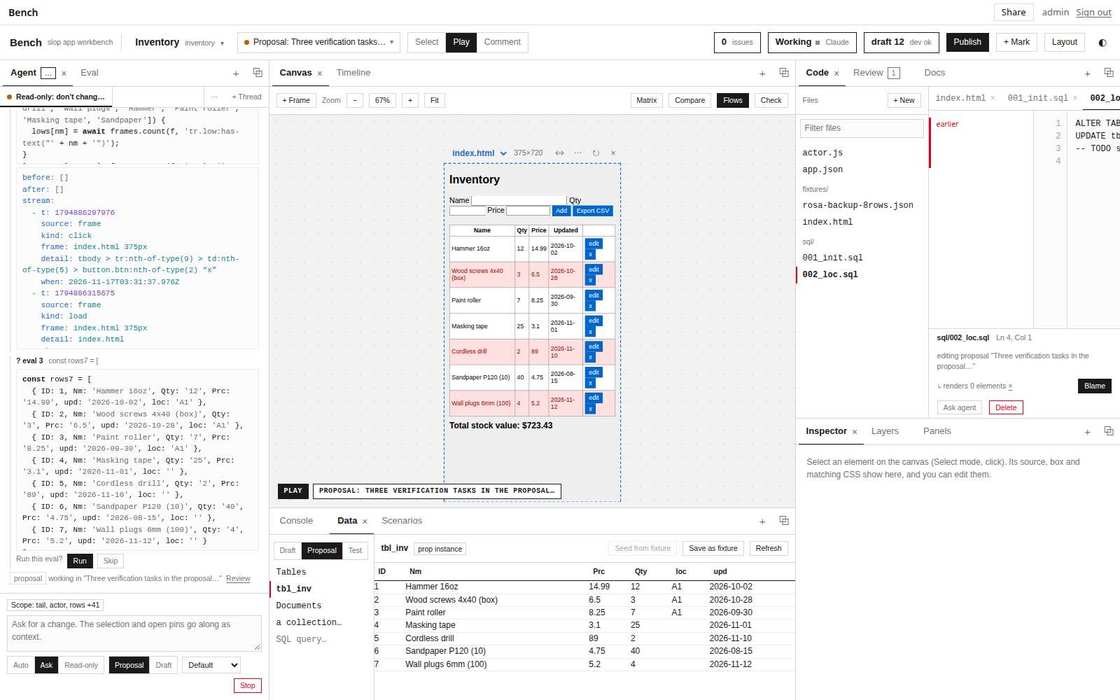 Bench
Share
admin
Sign out
Bench
slop app workbench
Inventory
inventory
Proposal: Three verification tasks…
Select
Play
Comment
0 issues
Working
Claude
draft 12
dev ok
Publish
+ Mark
Layout
Agent
…
×
Eval
+
Read-only: don't chang…
…
+ Thread
'Masking tape', 'Sandpaper']) {
lows[nm] = await frames.count(f, 'tr.low:has-
text("' + nm + '")');
}
before: []
after: []
stream:
- t: 1794886297976
source: frame
kind: click
frame: index.html 375px
detail: tbody > tr:nth-of-type(9) > td:nth-
of-type(5) > button.btn:nth-of-type(2) "x"
when: 2026-11-17T03:31:37.976Z
- t: 1794886315675
source: frame
kind: load
frame: index.html 375px
detail: index.html
? eval 3 const rows7 = [
const rows7 = [
{ ID: 1, Nm: 'Hammer 16oz', Qty: '12', Prc:
'14.99', upd: '2026-10-02', loc: 'A1' },
{ ID: 2, Nm: 'Wood screws 4x40 (box)', Qty:
'3', Prc: '6.5', upd: '2026-10-28', loc: 'A1' },
{ ID: 3, Nm: 'Paint roller', Qty: '7', Prc:
'8.25', upd: '2026-09-30', loc: 'A1' },
{ ID: 4, Nm: 'Masking tape', Qty: '25', Prc:
'3.1', upd: '2026-11-01', loc: '' },
{ ID: 5, Nm: 'Cordless drill', Qty: '2', Prc:
'89', upd: '2026-11-10', loc: '' },
{ ID: 6, Nm: 'Sandpaper P120 (10)', Qty: '40',
Prc: '4.75', upd: '2026-08-15', loc: '' },
{ ID: 7, Nm: 'Wall plugs 6mm (100)', Qty: '4',
Prc: '5.2', upd: '2026-11-12', loc: '' }
Run this eval?
Run
Skip
proposal working in "Three verification tasks in the proposal…" Review
Scope: tail, actor, rows +41
Ask for a change. The selection and open pins go along as
context.
Auto
Ask
Read-only
Proposal
Draft
Default
Stop
Canvas
×
Timeline
+
+ Frame
Zoom
−
67%
+
Fit
Matrix
Compare
Flows
Check
index.html
375×720
Inventory
Name
Qty
Price
Add
Export CSV
Name Qty Price Updated
Hammer 16oz 12 14.99 2026-10-02 edit x
Wood screws 4x40 (box) 3 6.5 2026-10-28 edit x
Paint roller 7 8.25 2026-09-30 edit x
Masking tape 25 3.1 2026-11-01 edit x
Cordless drill 2 89 2026-11-10 edit x
Sandpaper P120 (10) 40 4.75 2026-08-15 edit x
Wall plugs 6mm (100) 4 5.2 2026-11-12 edit x
Total stock value: $723.43
PLAY
PROPOSAL: THREE VERIFICATION TASKS IN THE PROPOSAL…
Console
Data
×
Scenarios
+
Draft
Proposal
Test
tbl_inv
prop instance
Seed from fixture
Save as fixture
Refresh
Tables
tbl_inv
Documents
a collection…
SQL query…
ID Nm Prc Qty loc upd
1 Hammer 16oz 14.99 12 A1 2026-10-02
2 Wood screws 4x40 (box) 6.5 3 A1 2026-10-28
3 Paint roller 8.25 7 A1 2026-09-30
4 Masking tape 3.1 25 2026-11-01
5 Cordless drill 89 2 2026-11-10
6 Sandpaper P120 (10) 4.75 40 2026-08-15
7 Wall plugs 6mm (100) 5.2 4 2026-11-12
Code
×
Review
1
Docs
+
Files
+ New
Filter files
actor.js
app.json
fixtures/
rosa-backup-8rows.json
index.html
sql/
001_init.sql
002_loc.sql
index.html ×
001_init.sql ×
002_lo
earlier
1 ALTER TAB
2 UPDATE tb
3 -- TODO s
4
sql/002_loc.sql
Ln 4, Col 1
editing proposal "Three verification tasks in the
proposal…"
↳ renders 0 elements ×
Blame
Ask agent
Delete
Inspector
×
Layers
Panels
+
Select an element on the canvas (Select mode, click). Its source, box and
matching CSS show here, and you can edit them.